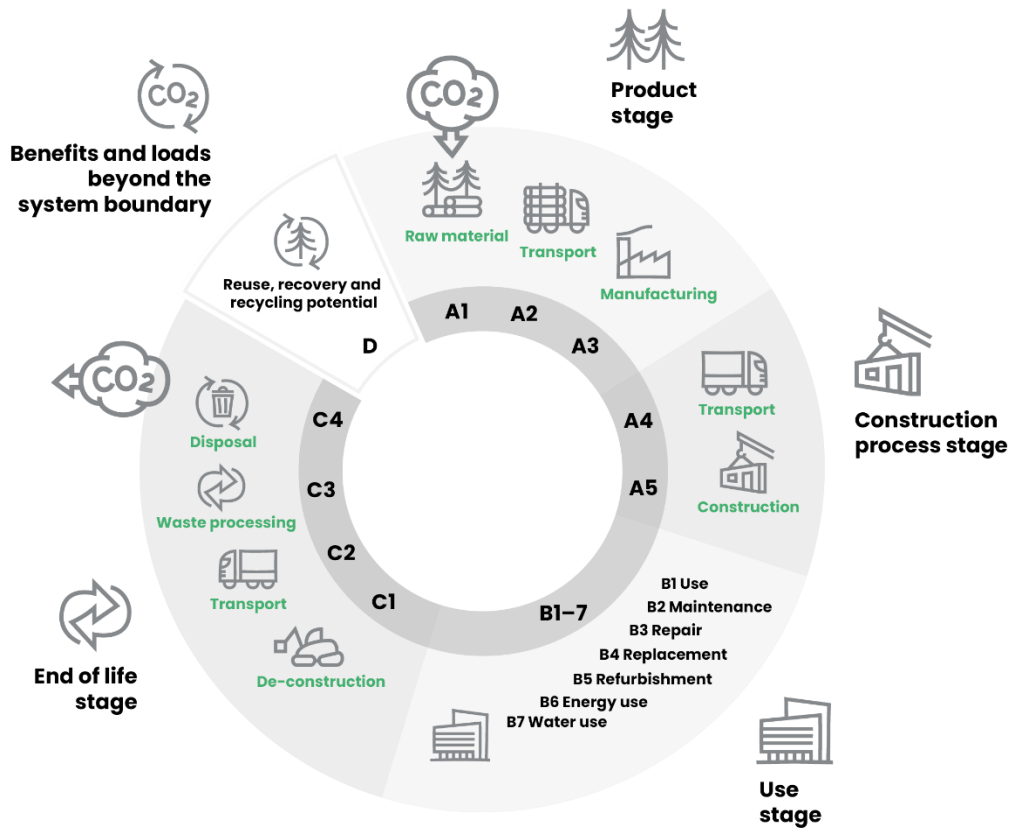 CO2
Product
stage
CO2
Benefits and loads
beyond the
system boundary
Raw material
Transport
Manufacturing
Reuse, recovery and
recycling potential
A1
A2
A3
D
Transport
Construction
A4
A5
Construction
process stage
B1 Use
B2 Maintenance
B3 Repair
B4 Replacement
B5 Refurbishment
B6 Energy use
B7 Water use
B1–7
Use
stage
C1
C2
C3
C4
De-construction
Transport
Waste processing
Disposal
CO2
End of life
stage